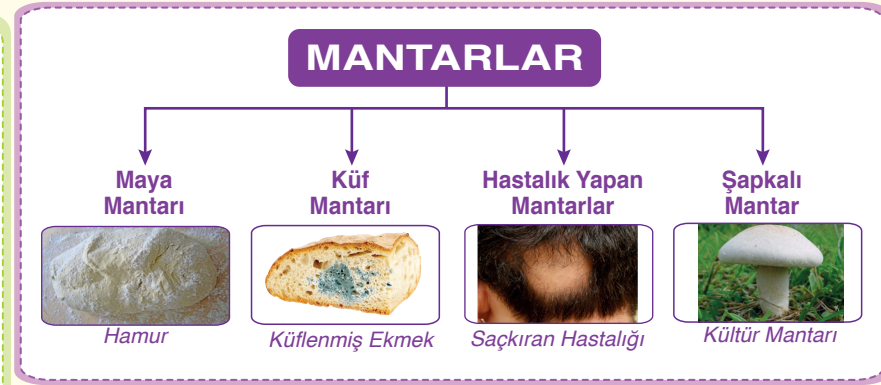 MANTARLAR
Maya
Mantarı
Küf
Mantarı
Hastalık Yapan
Mantarlar
Şapkalı
Mantar
Hamur
Küflenmiş Ekmek
Saçkıran Hastalığı
Kültür Mantarı